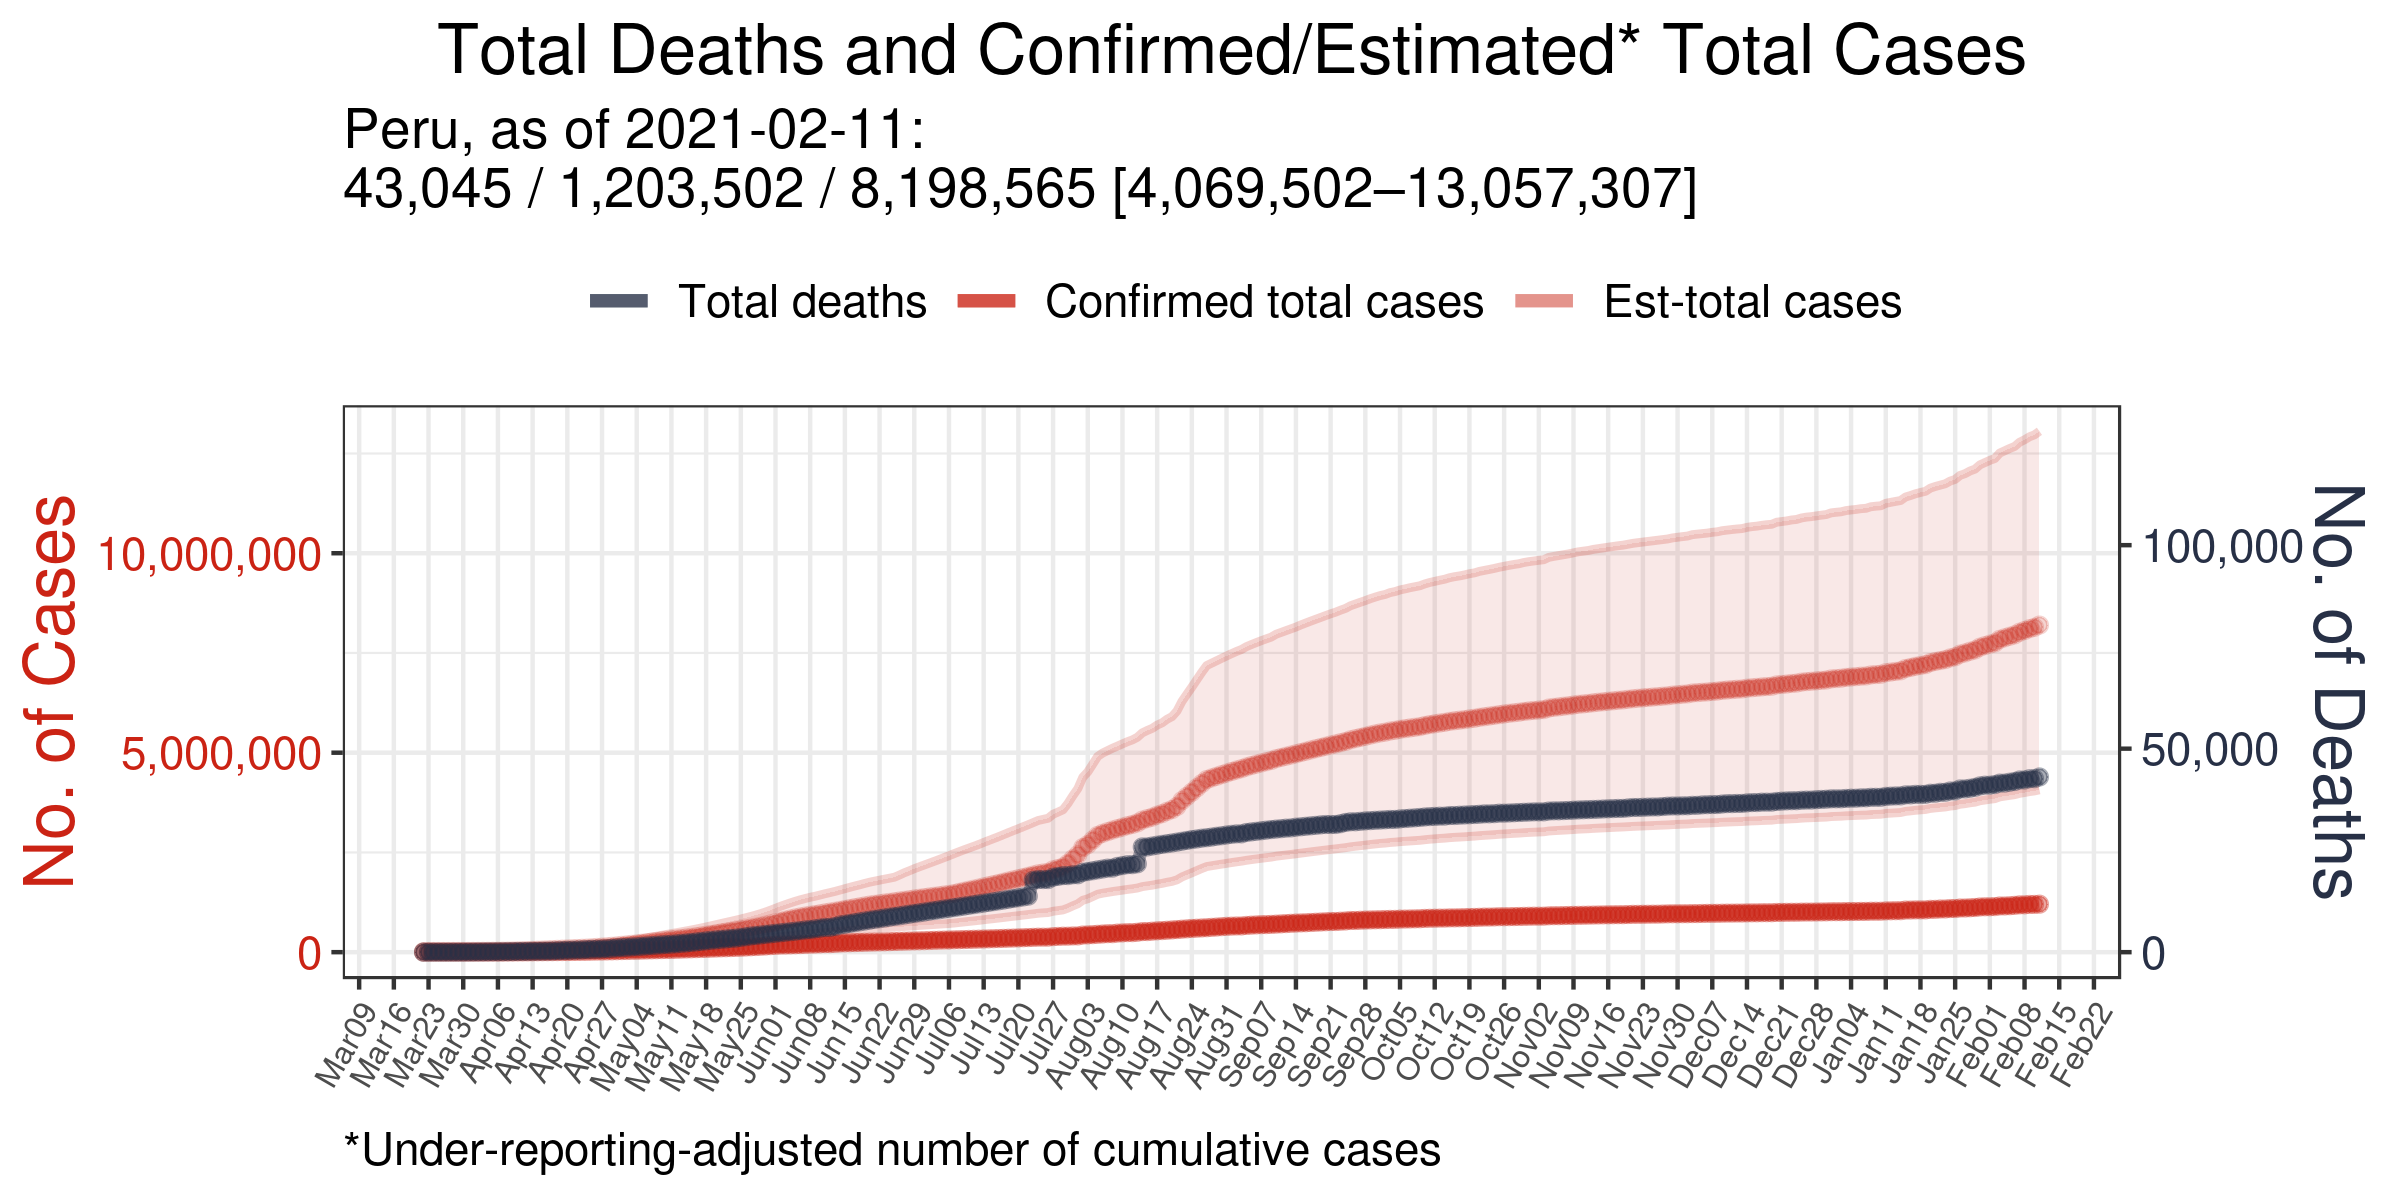 Total Deaths and Confirmed/Estimated* Total Cases
Peru, as of 2021-02-11:
43,045 / 1,203,502 / 8,198,565 [4,069,502–13,057,307]
Total deaths
Confirmed total cases
Est-total cases
No. of Cases
10,000,000
5,000,000
0
100,000
50,000
0
No. of Deaths
Mar09
Mar16
Mar23
Mar30
Apr06
Apr13
Apr20
Apr27
May04
May11
May18
May25
Jun01
Jun08
Jun15
Jun22
Jun29
Jul06
Jul13
Jul20
Jul27
Aug03
Aug10
Aug17
Aug24
Aug31
Sep07
Sep14
Sep21
Sep28
Oct05
Oct12
Oct19
Oct26
Nov02
Nov09
Nov16
Nov23
Nov30
Dec07
Dec14
Dec21
Dec28
Jan04
Jan11
Jan18
Jan25
Feb01
Feb08
Feb15
Feb22
*Under-reporting-adjusted number of cumulative cases